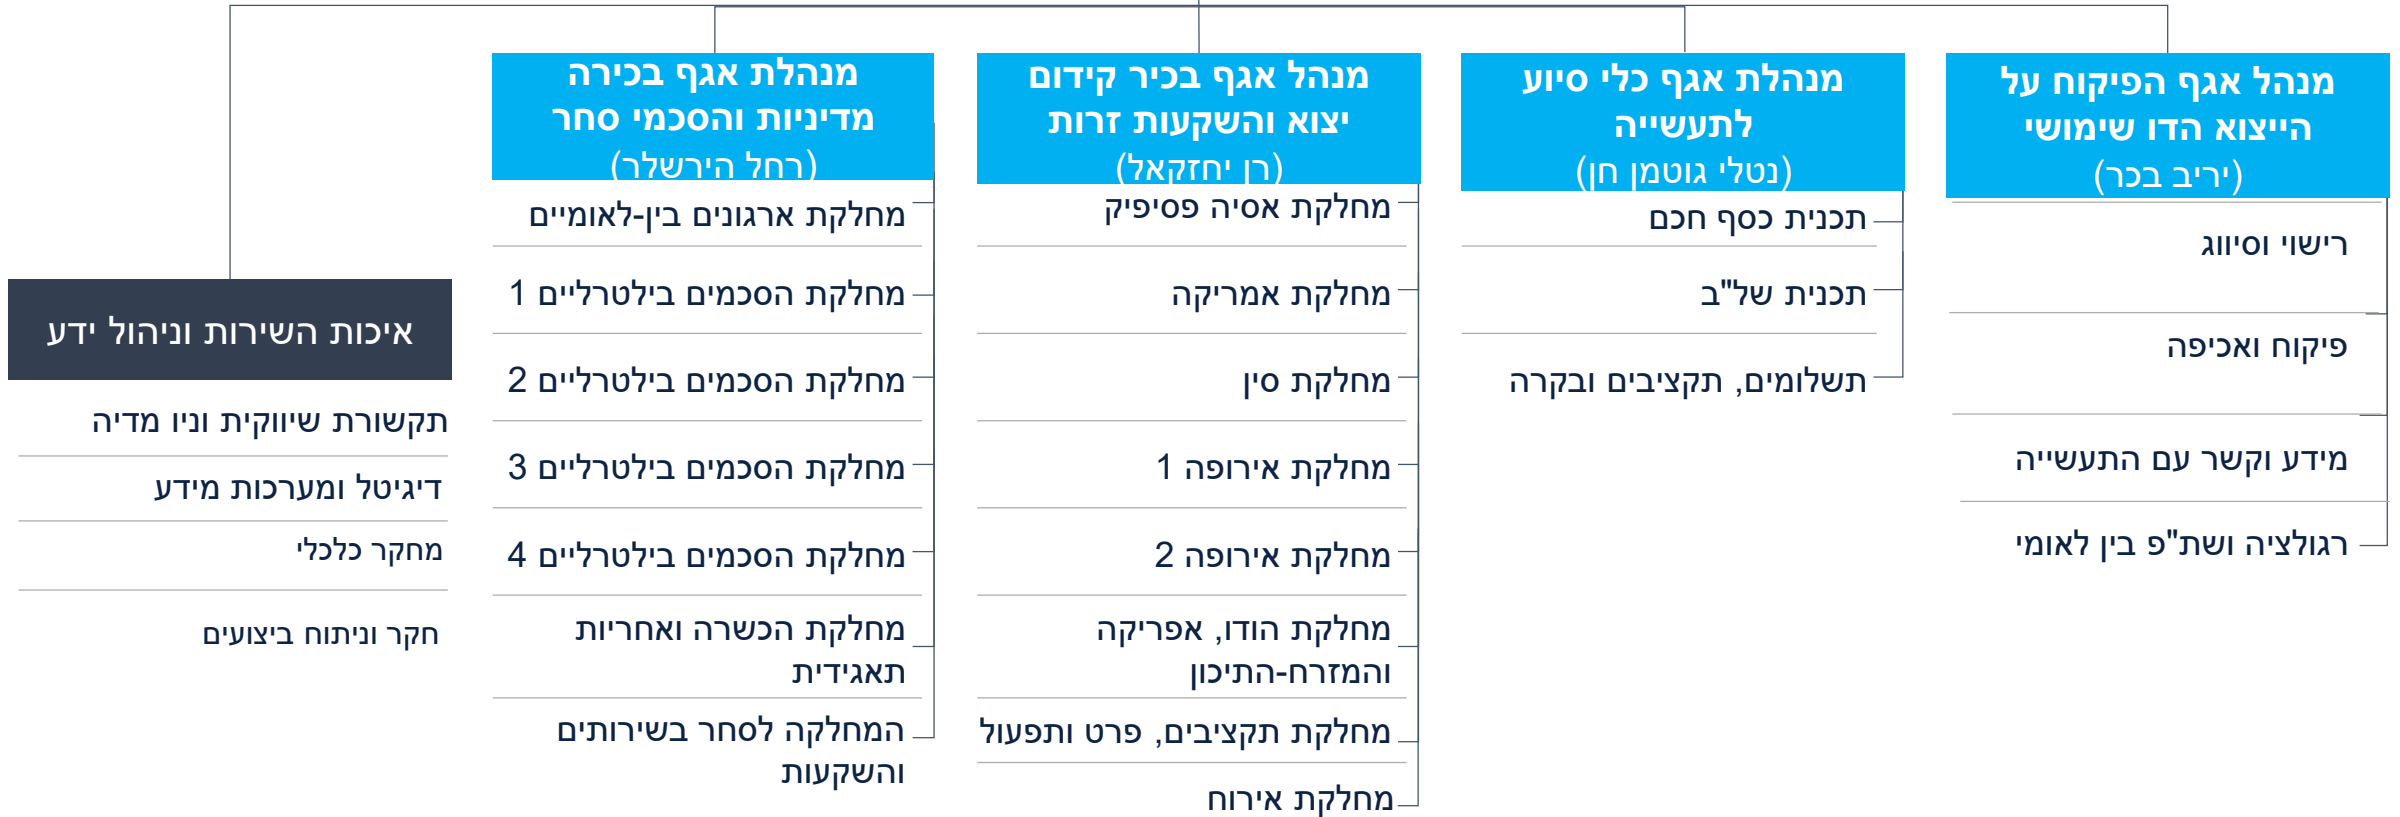 מנהל אגף הפיקוח על
הייצוא הדו שימושי
(יריב בכר)
רישוי וסיווג
פיקוח ואכיפה
מידע וקשר עם התעשייה
רגולציה ושת"פ בין לאומי
מנהלת אגף כלי סיוע
לתעשייה
(נטלי גוטמן חן)
תכנית כסף חכם
תכנית של"ב
תשלומים, תקציבים ובקרה
מנהל אגף בכיר קידום
יצוא והשקעות זרות
(רן יחזקאל)
מחלקת אסיה פסיפיק
מחלקת אמריקה
מחלקת סין
מחלקת אירופה 1
מחלקת אירופה 2
מחלקת הודו, אפריקה
והמזרח-התיכון
מחלקת תקציבים, פרט ותפעול
מחלקת אירוח
מנהלת אגף בכירה
מדיניות והסכמי סחר
(רחל הירשלר)
מחלקת ארגונים בין-לאומיים
מחלקת הסכמים בילטרליים 1
מחלקת הסכמים בילטרליים 2
מחלקת הסכמים בילטרליים 3
מחלקת הסכמים בילטרליים 4
מחלקת הכשרה ואחריות
תאגידית
המחלקה לסחר בשירותים
והשקעות
איכות השירות וניהול ידע
תקשורת שיווקית וניו מדיה
דיגיטל ומערכות מידע
מחקר כלכלי
חקר וניתוח ביצועים